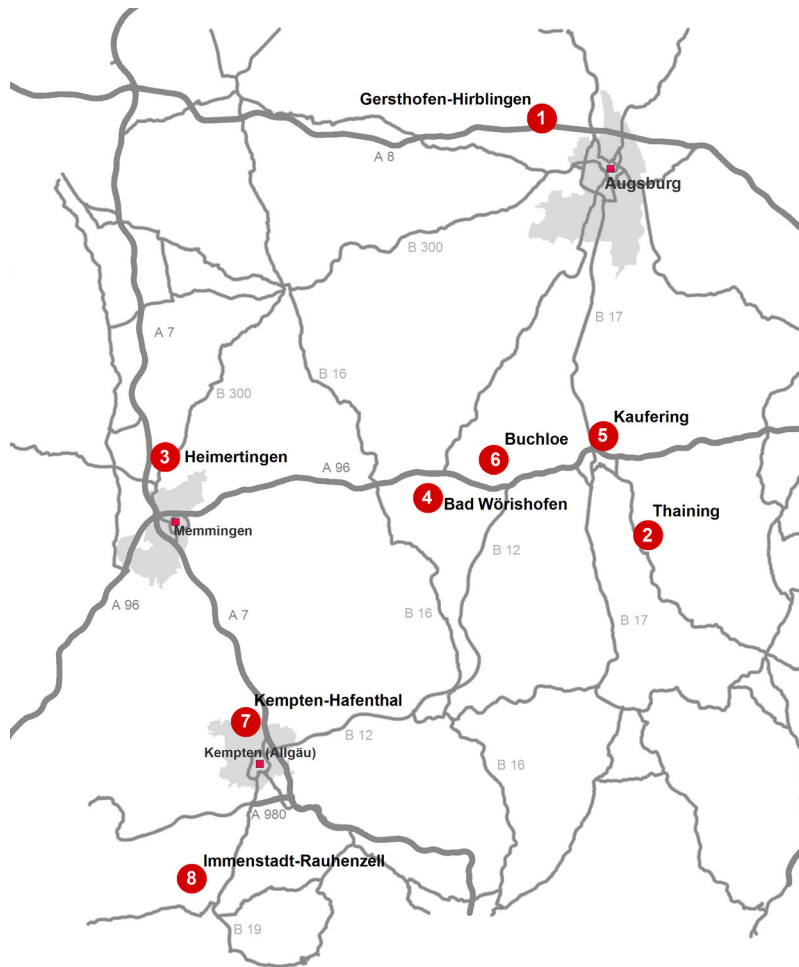 Gersthofen-Hirblingen
1
A 8
Augsburg
B 300
B 17
A 7
B 16
B 300
Kaufering
5
Buchloe
6
3
Heimertingen
A 96
4
Bad Wörishofen
Thaining
2
Memmingen
B 12
A 96
A 7
B 16
B 17
Kempten-Hafenthal
7
Kempten (Allgäu)
B 12
B 16
A 980
Immenstadt-Rauhenzell
8
B 19